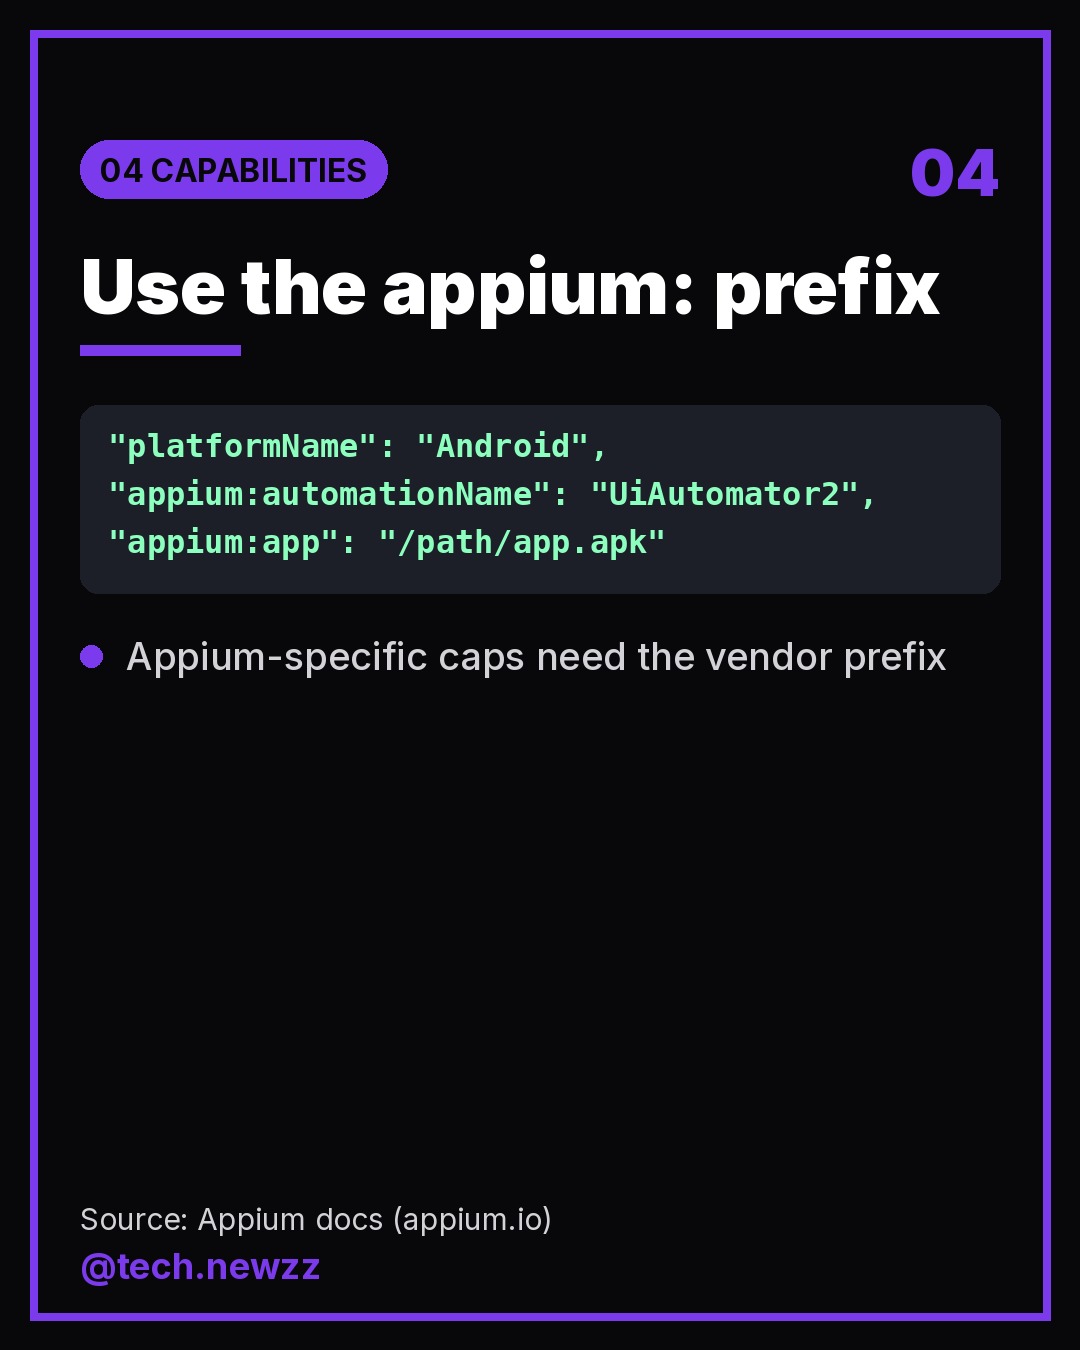 04 CAPABILITIES
04
Use the appium: prefix
"platformName": "Android",
"appium:automationName": "UiAutomator2",
"appium:app": "/path/app.apk"
Appium-specific caps need the vendor prefix
Source: Appium docs (appium.io)
@tech.newzz